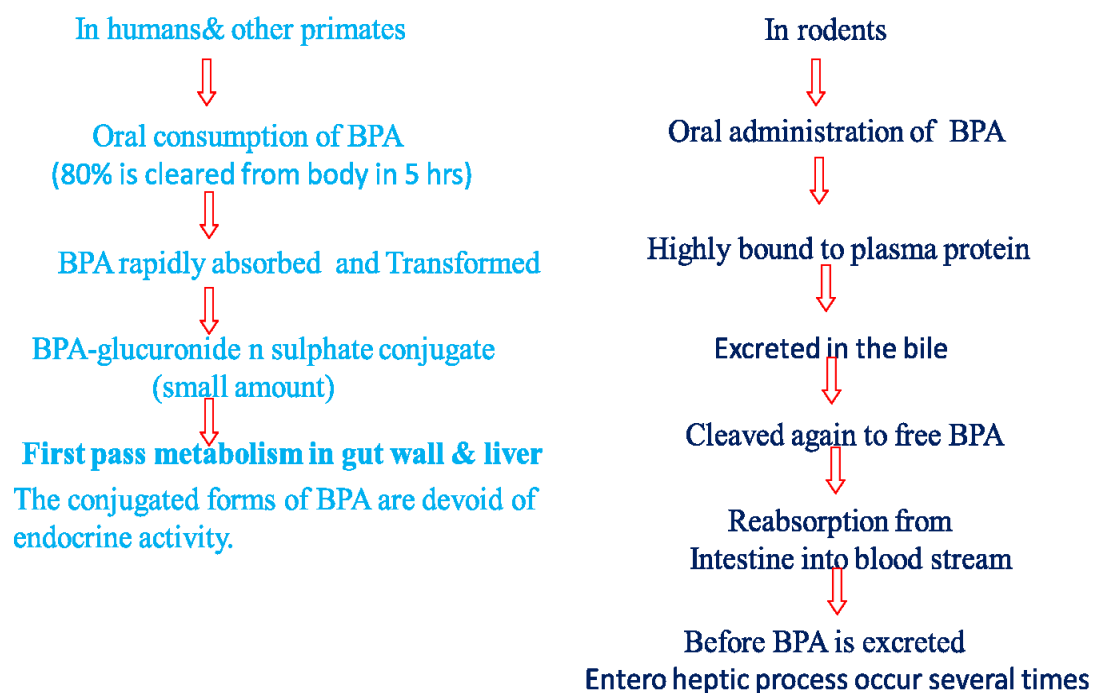 In humans& other primates
Oral consumption of BPA
(80% is cleared from body in 5 hrs)
BPA rapidly absorbed and Transformed
BPA-glucuronide n sulphate conjugate
(small amount)
First pass metabolism in gut wall & liver
The conjugated forms of BPA are devoid of
endocrine activity.
In rodents
Oral administration of BPA
Highly bound to plasma protein
Excreted in the bile
Cleaved again to free BPA
Reabsorption from
Intestine into blood stream
Before BPA is excreted
Entero heptic process occur several times